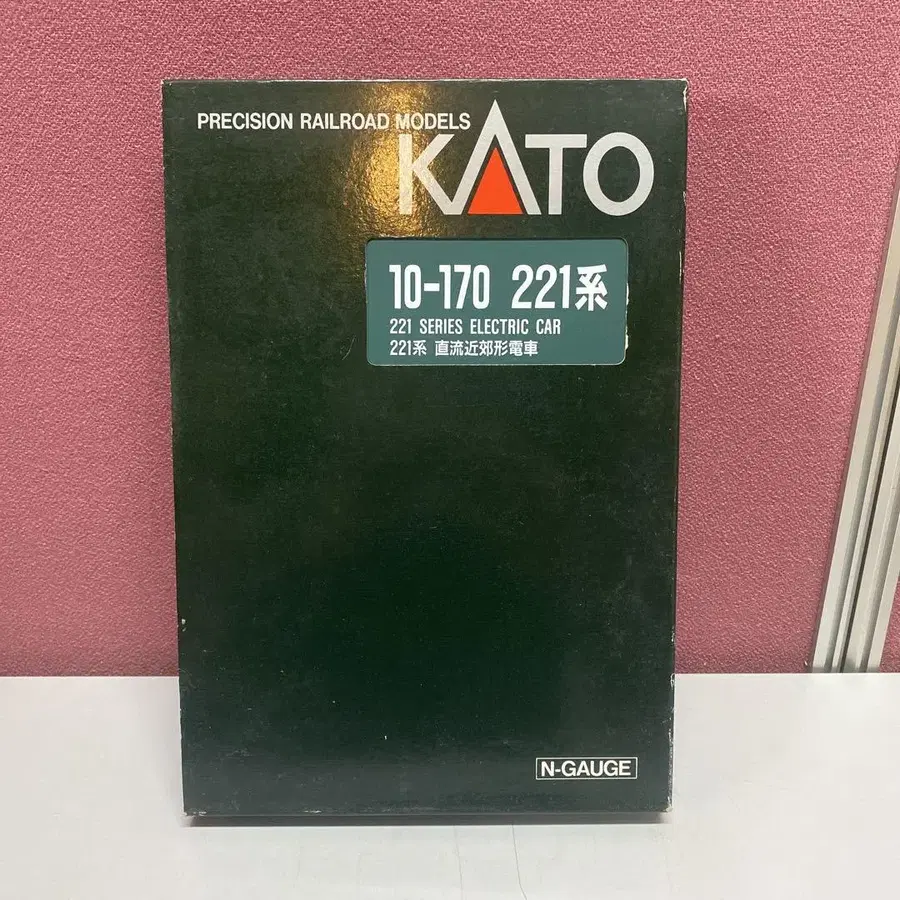 PRECISION RAILROAD MODELS
KATO
10-170 221系
221 SERIES ELECTRIC CAR
221系 直流近郊形電車
N-GAUGE